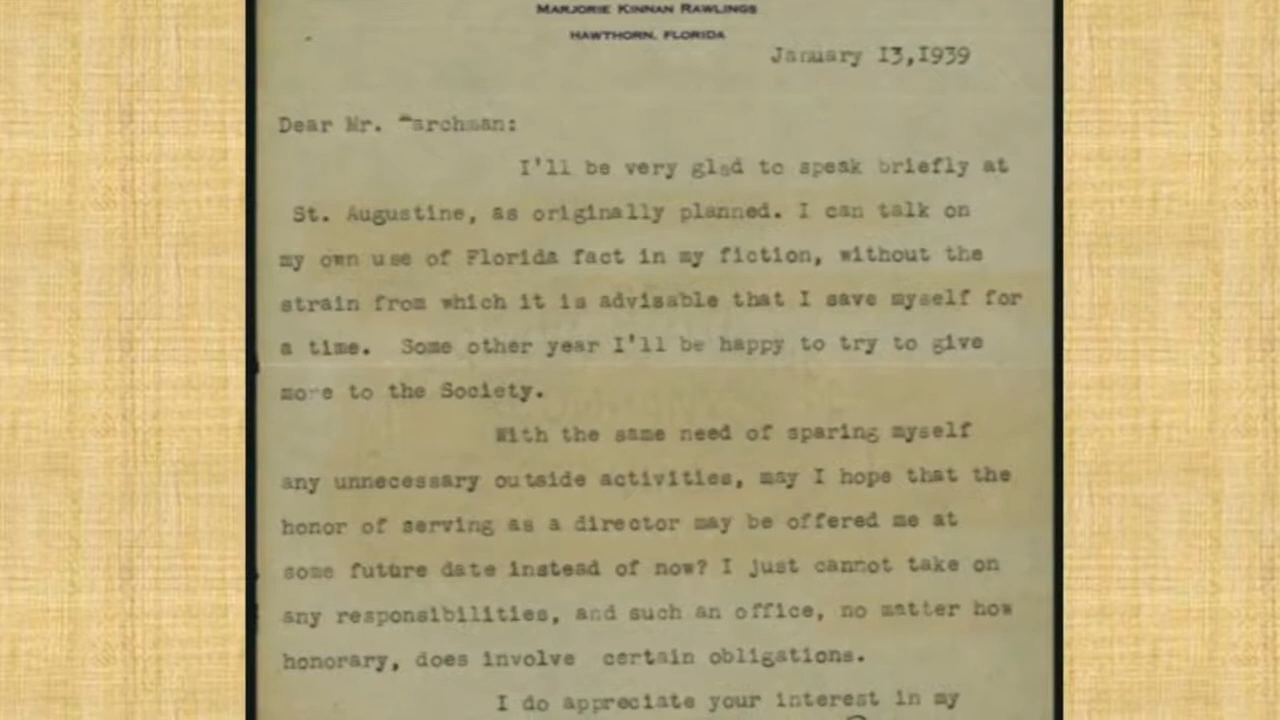 MARJORIE KINNAN RAWLINGS
HAWTHORN, FLORIDA
January 13,1939
Dear Mr.
I'll be very glad to speak briefly at
St. Augustine, as originally planned. I can talk on
my own use of Florida fact in my fiction, without the
strain from which it is advisable that I save myself for
a time. Some other year I'll be happy to try to give
more to the Society.
With the same need of sparing myself
any unnecessary outside activities, may I hope that the
honor of serving as a director may be offered me at
some future date instead of now? I just cannot take on
any responsibilities, and such an office, no matter how
honorary, does involve certain obligations.
I do appreciate your interest in my